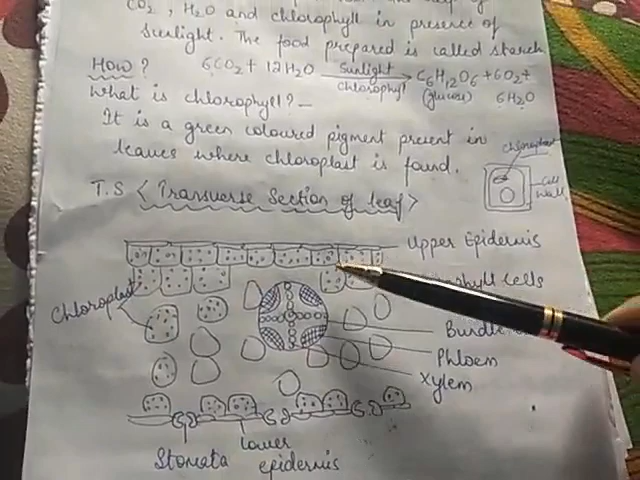 CO2, H2O and chlorophyll in presence of
sunlight. The food prepared is called starch
How? 6CO2 + 12H2O Sunlight Chlorophyl C6H12O6 + 6O2 +
(glucose) 6H2O
What is chlorophyll? —
It is a green coloured pigment present in
leaves where chloroplast is found.
chloroplast
Cell
wall
T.S < Transverse Section of leaf >
Upper Epidermis
cells
Chloroplast
Bundle
Phloem
Xylem
Stomata
lower
epidermis